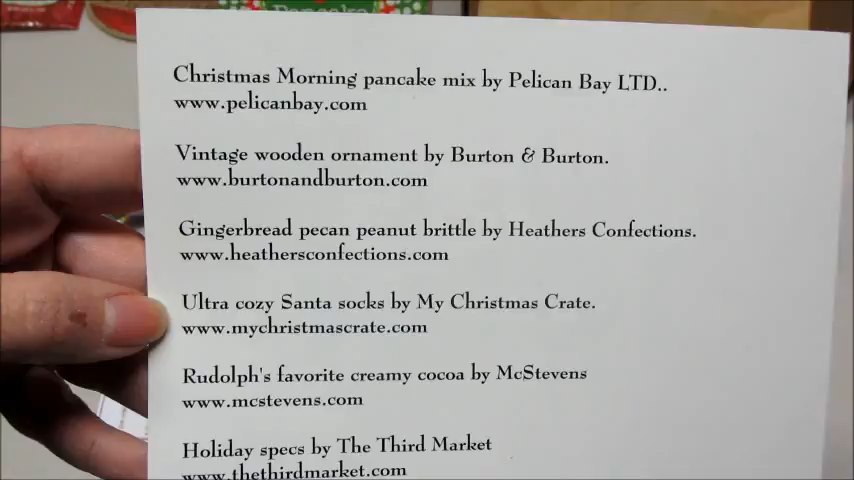 Pancake
Christmas Morning pancake mix by Pelican Bay LTD..
www.pelicanbay.com
Vintage wooden ornament by Burton & Burton.
www.burtonandburton.com
Gingerbread pecan peanut brittle by Heathers Confections.
www.heathersconfections.com
Ultra cozy Santa socks by My Christmas Crate.
www.mychristmascrate.com
Rudolph's favorite creamy cocoa by McStevens
www.mcstevens.com
Holiday specs by The Third Market
www.thethirdmarket.com